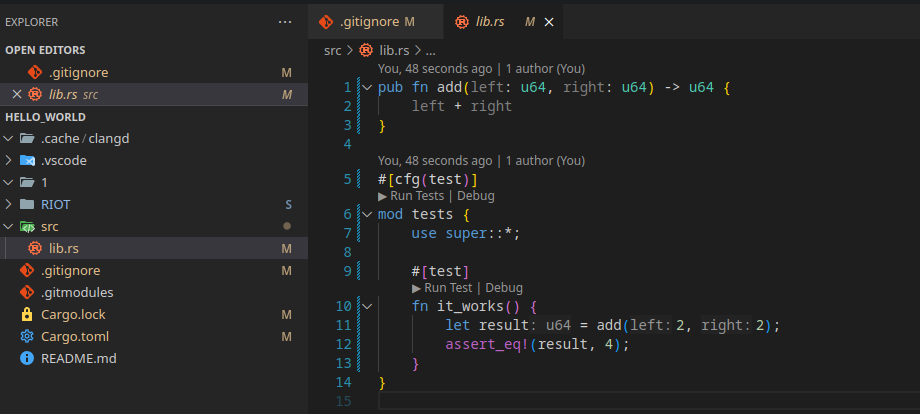 EXPLORER ...
OPEN EDITORS
.gitignore M
lib.rs src M
HELLO_WORLD
.cache / clangd
.vscode
1
RIOT S
src
lib.rs M
.gitignore M
.gitmodules
Cargo.lock M
Cargo.toml M
README.md
.gitignore M lib.rs M
src > lib.rs > ...
You, 48 seconds ago | 1 author (You)
1 pub fn add(left: u64, right: u64) -> u64 {
2 left + right
3 }
4
You, 48 seconds ago | 1 author (You)
5 #[cfg(test)]
Run Tests | Debug
6 mod tests {
7 use super::*;
8
9 #[test]
Run Test | Debug
10 fn it_works() {
11 let result: u64 = add(left: 2, right: 2);
12 assert_eq!(result, 4);
13 }
14 }
15